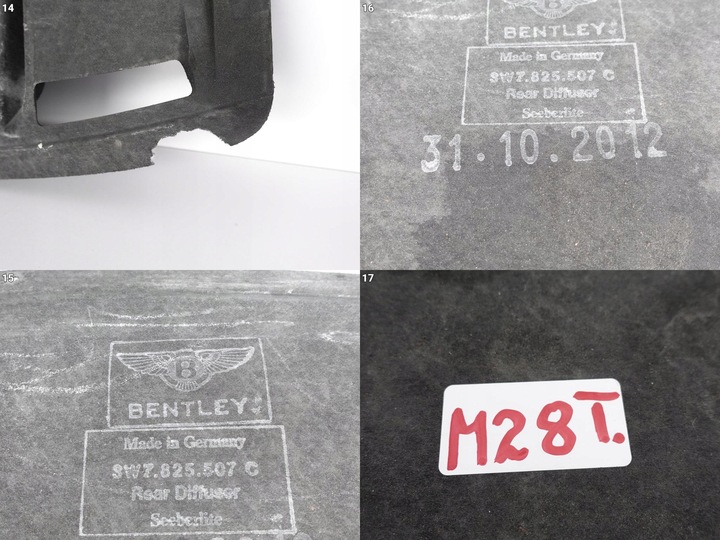 14
16
BENTLEY
Made in Germany
3W7.825.507 C
Rear Diffuser
Seeberlite
31.10.2012
15
B
BENTLEY
Made in Germany
3W7.825.507 C
Rear Diffuser
Seeberlite
17
M28T.